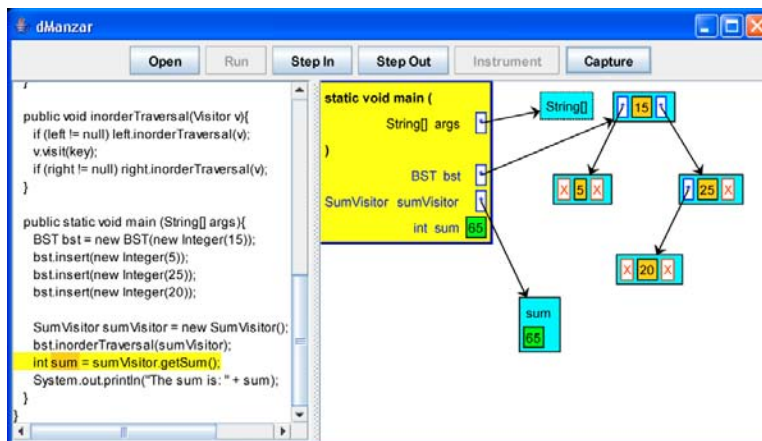 dManzar
Open Run Step In Step Out Instrument Capture
}
public void inorderTraversal(Visitor v){
if (left != null) left.inorderTraversal(v);
v.visit(key);
if (right != null) right.inorderTraversal(v);
}
public static void main (String[] args){
BST bst = new BST(new Integer(15));
bst.insert(new Integer(5));
bst.insert(new Integer(25));
bst.insert(new Integer(20));
SumVisitor sumVisitor = new SumVisitor();
bst.inorderTraversal(sumVisitor);
int sum = sumVisitor.getSum();
System.out.println("The sum is: " + sum);
}
}
static void main (
String[] args
)
BST bst
SumVisitor sumVisitor
int sum 65
String[]
15
X 5 X
25 X
X 20 X
sum
65